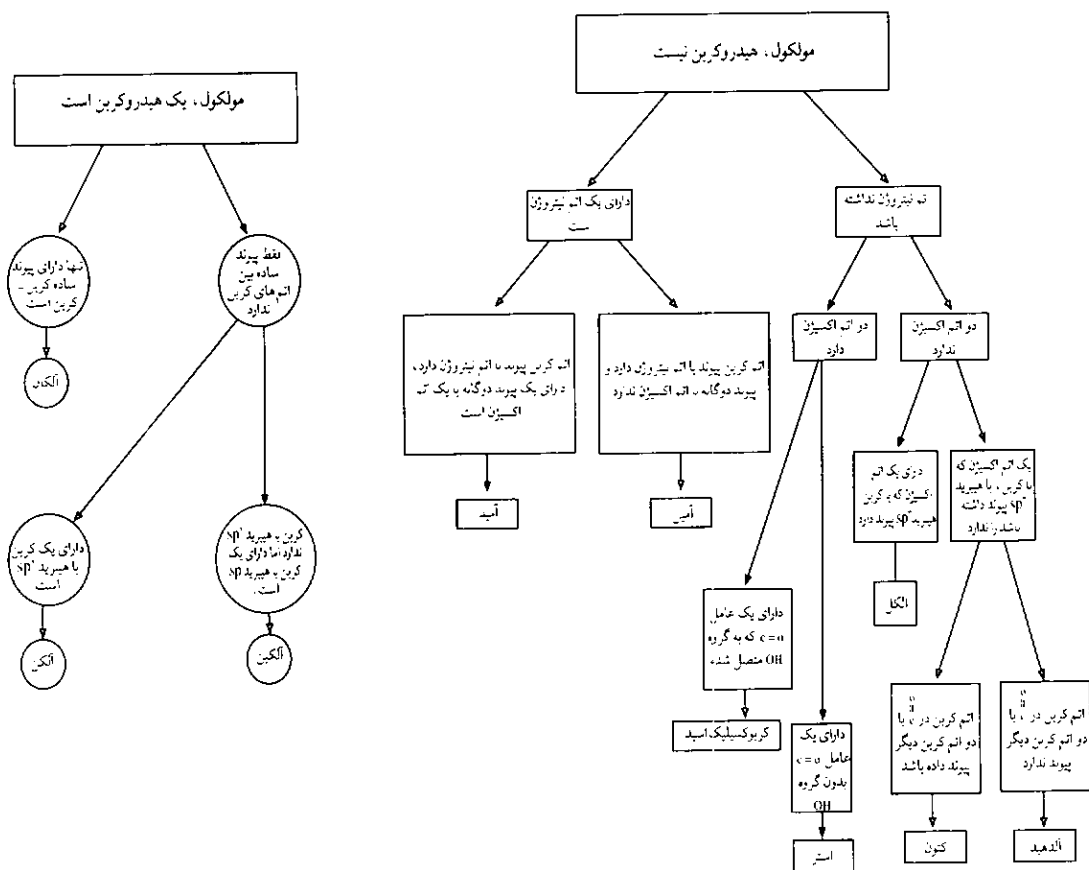 مولکول، هیدروکربن نیست
مولکول، یک هیدروکربن است
دارای یک اتم نیتروژن
ست
تم نیتروژن نداشته
باشد
تنها دارای پیوند
ساده کربن -
کربن است
فقط پیوند
ساده بین
اتم های کربن
ندارد
آلکان
اتم کربن پیوند با اتم نیتروژن دارد،
دارای یک پیوند دوگانه با یک اتم
اکسیژن است
اتم کربن پیوند با اتم نیتروژن دارد و
پیوند دوگانه با اتم اکسیژن ندارد
دو اتم اکسیژن
دارد
دو اتم اکسیژن
ندارد
آمید
آمین
دارای یک اتم
اکسیژن که با کربن
هیبرید پیوند دارد
یک اتم اکسیژن که
با کربن، با هیبرید
پیوند داشته
باشد را ندارد
الکل
دارای یک کربن
با هیبرید sp²
است
کربن با هیبرید sp²
ندارد اما دارای یک
کربن با هیبرید sp
است.
آلکن
آلکین
دارای یک عامل
c = o که به گروه
OH متصل شده
کربوکسیلیک اسید
دارای یک
عامل c = o
بدون گروه
OH
استر
اتم کربن در با
دو اتم کربن دیگر
پیوند داده باشد
اتم کربن در با
دو اتم کربن دیگر
پیوند ندارد
کتون
آلدهید